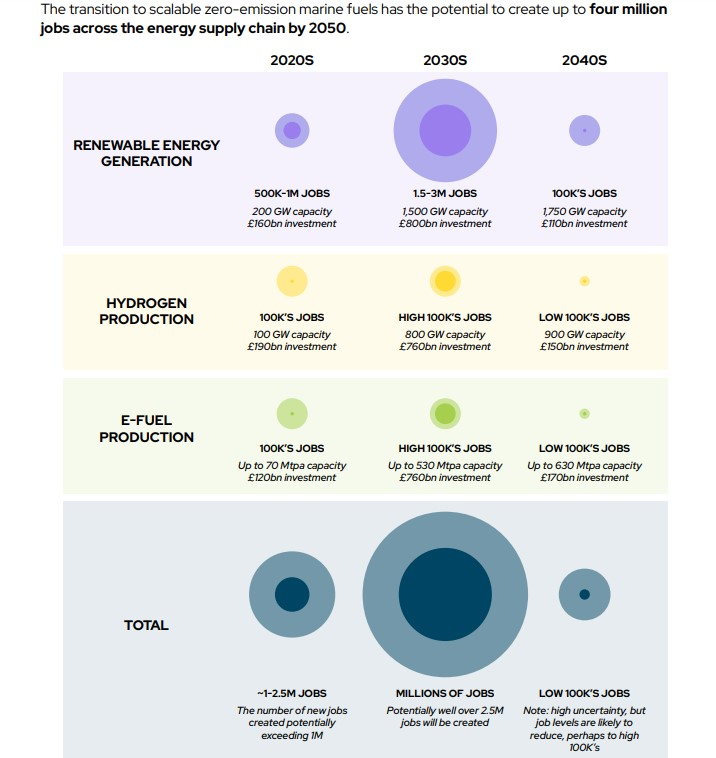 The transition to scalable zero-emission marine fuels has the potential to create up to four million
jobs across the energy supply chain by 2050.
2020S 2030S 2040S
RENEWABLE ENERGY
GENERATION
500K-1M JOBS 1.5-3M JOBS 100K'S JOBS
200 GW capacity 1,500 GW capacity 1,750 GW capacity
£160bn investment £800bn investment £110bn investment
HYDROGEN
PRODUCTION
100K'S JOBS HIGH 100K'S JOBS LOW 100K'S JOBS
100 GW capacity 800 GW capacity 900 GW capacity
£190bn investment £760bn investment £150bn investment
E-FUEL
PRODUCTION
100K'S JOBS HIGH 100K'S JOBS LOW 100K'S JOBS
Up to 70 Mtpa capacity Up to 530 Mtpa capacity Up to 630 Mtpa capacity
£120bn investment £760bn investment £170bn investment
TOTAL
~1-2.5M JOBS MILLIONS OF JOBS LOW 100K'S JOBS
The number of new jobs Potentially well over 2.5M Note: high uncertainty, but
created potentially jobs will be created job levels are likely to
exceeding 1M reduce, perhaps to high
100K's